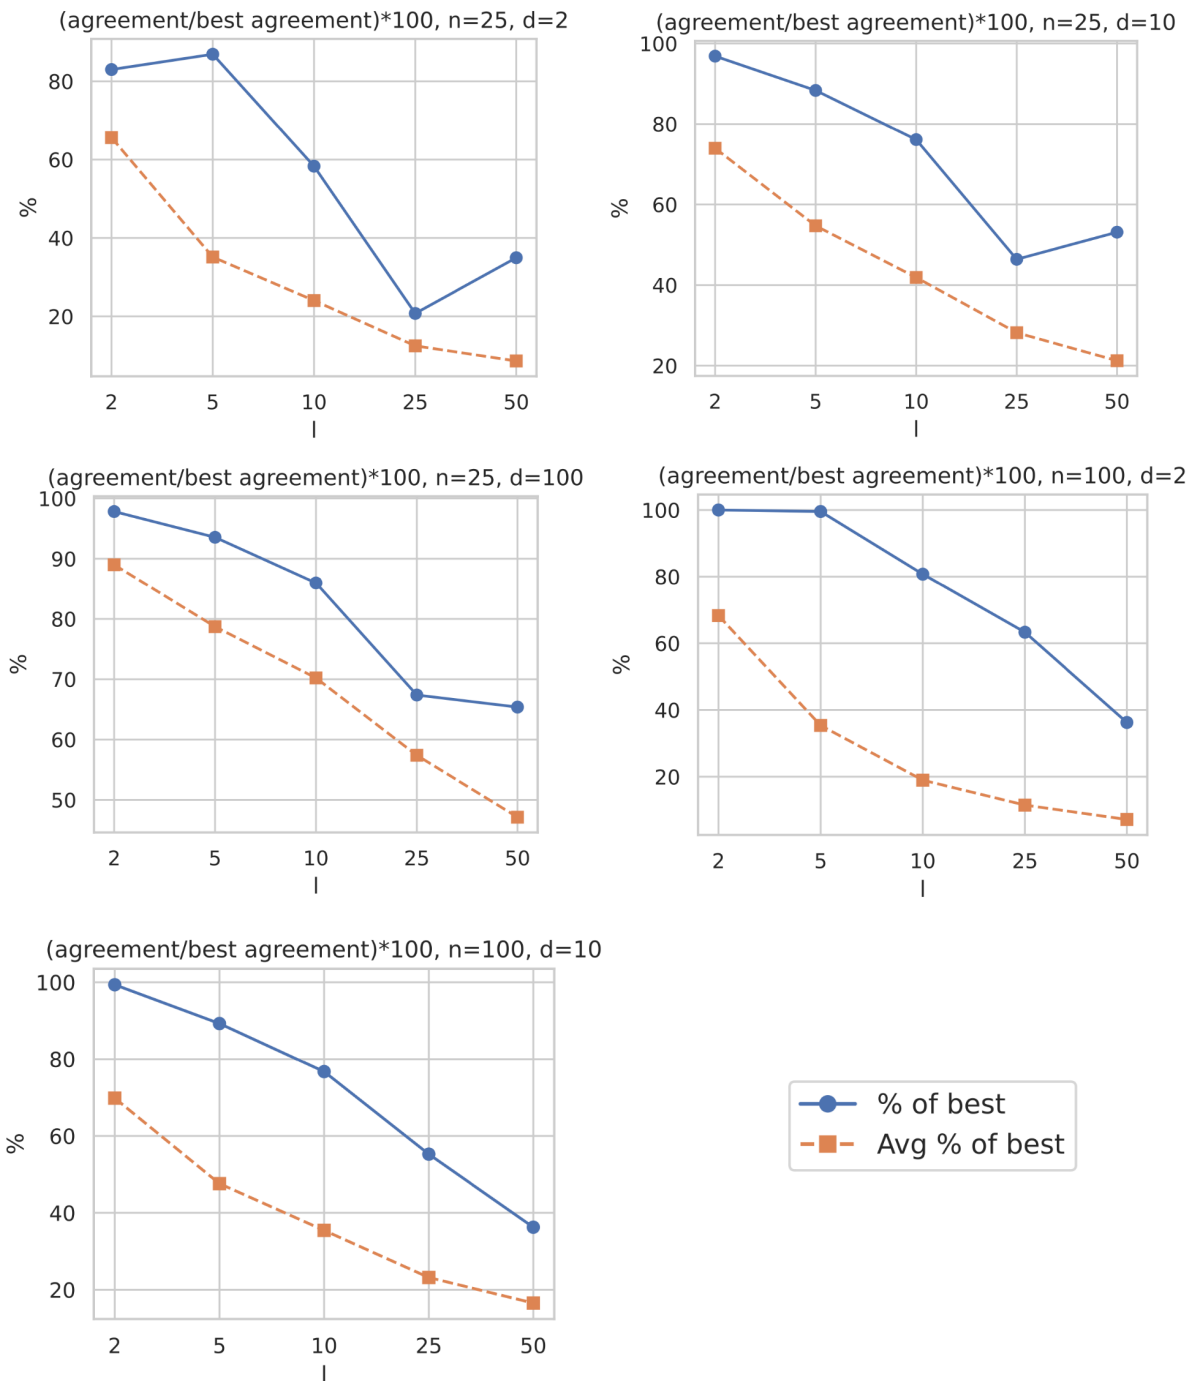 (agreement/best agreement)*100, n=25, d=2
80
60
40
20
%
2 5 10 25 50
l
(agreement/best agreement)*100, n=25, d=10
100
80
60
40
20
%
2 5 10 25 50
l
(agreement/best agreement)*100, n=25, d=100
100
90
80
70
60
50
%
2 5 10 25 50
l
(agreement/best agreement)*100, n=100, d=2
100
80
60
40
20
%
2 5 10 25 50
l
(agreement/best agreement)*100, n=100, d=10
100
80
60
40
20
%
2 5 10 25 50
l
% of best
Avg % of best